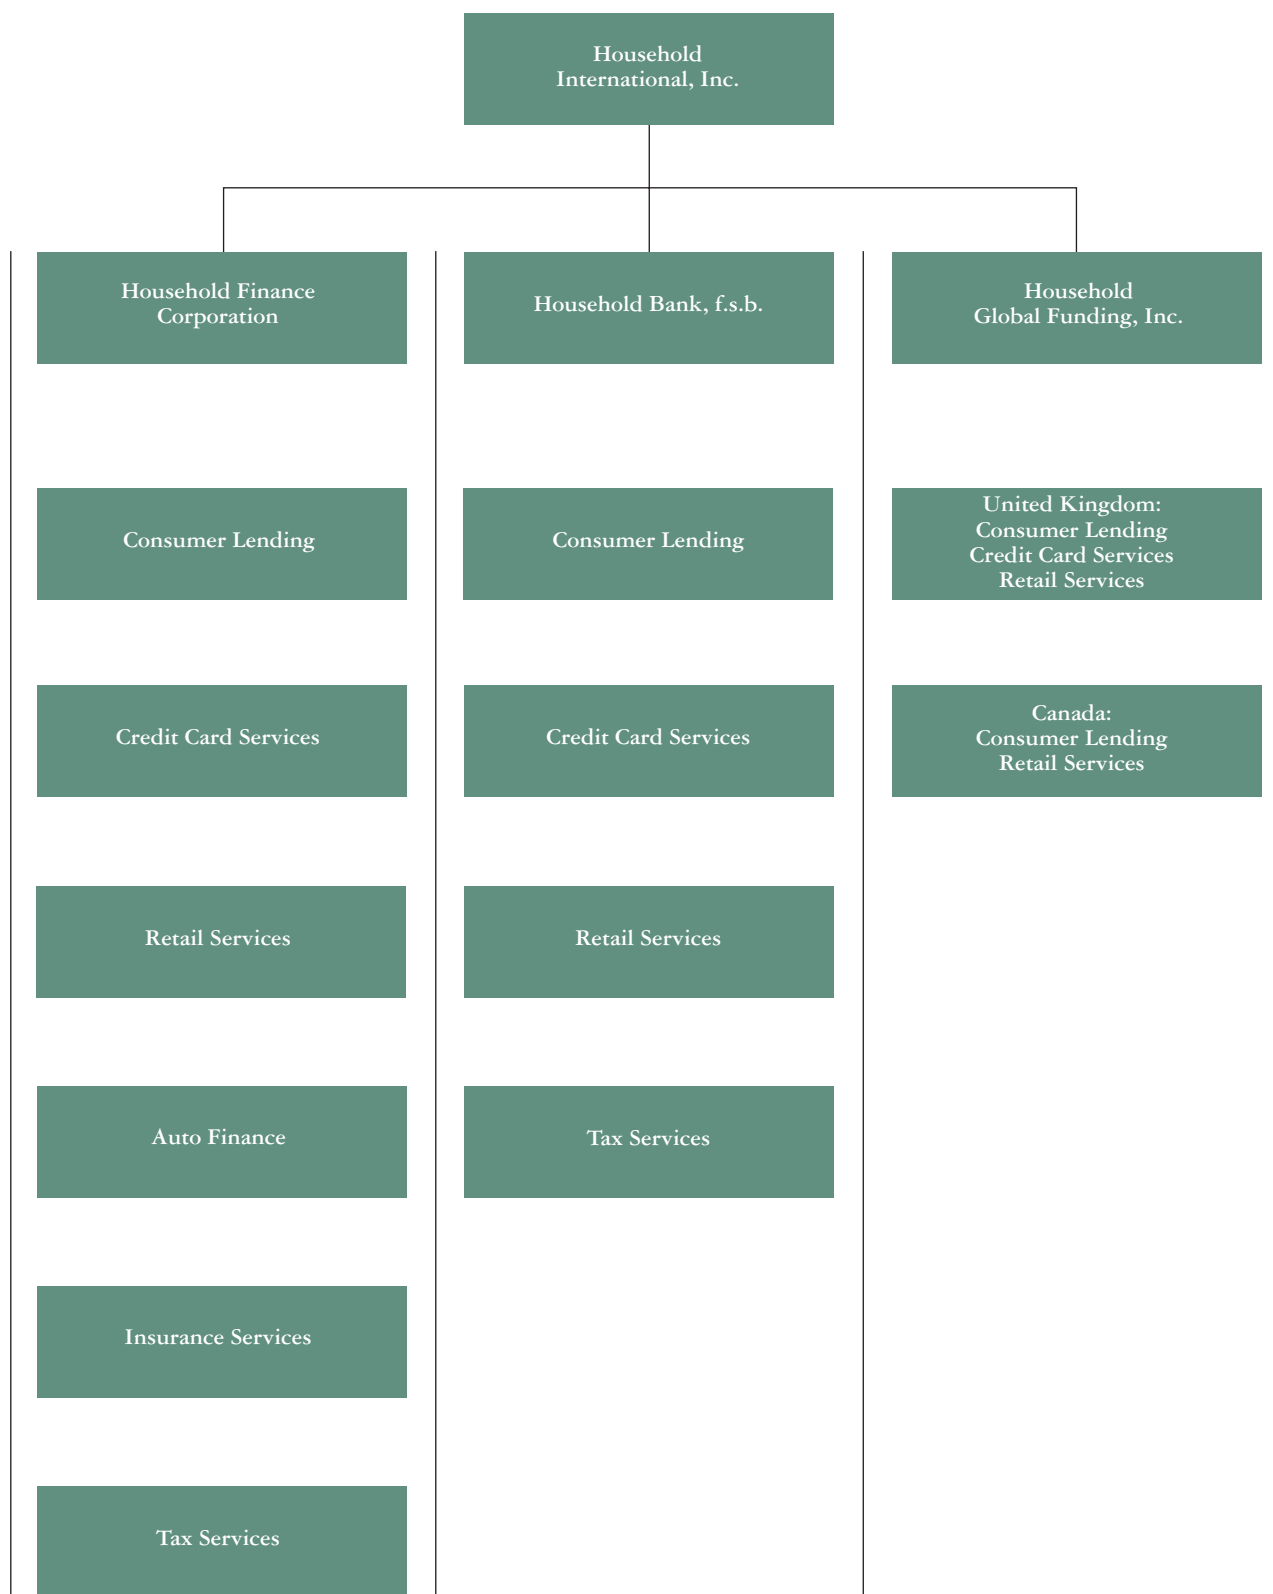 Household
International, Inc.
Household Finance
Corporation
Household Bank, f.s.b.
Household
Global Funding, Inc.
Consumer Lending
Consumer Lending
United Kingdom:
Consumer Lending
Credit Card Services
Retail Services
Credit Card Services
Credit Card Services
Canada:
Consumer Lending
Retail Services
Retail Services
Retail Services
Auto Finance
Tax Services
Insurance Services
Tax Services